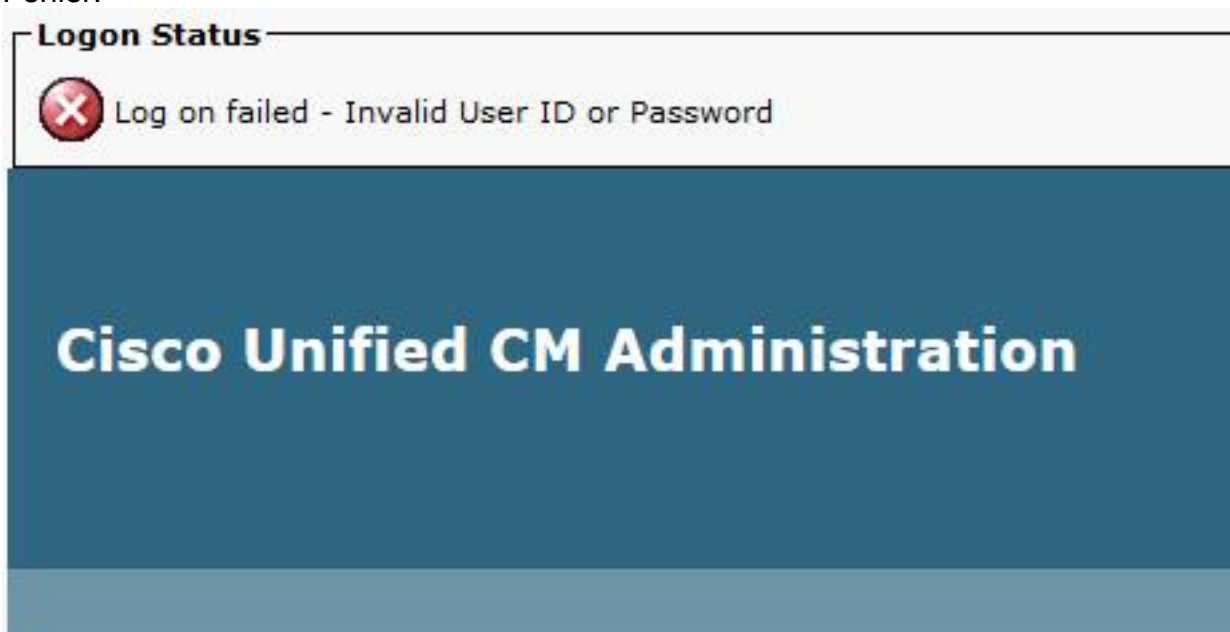 Logon Status
Log on failed - Invalid User ID or Password
Cisco Unified CM Administration